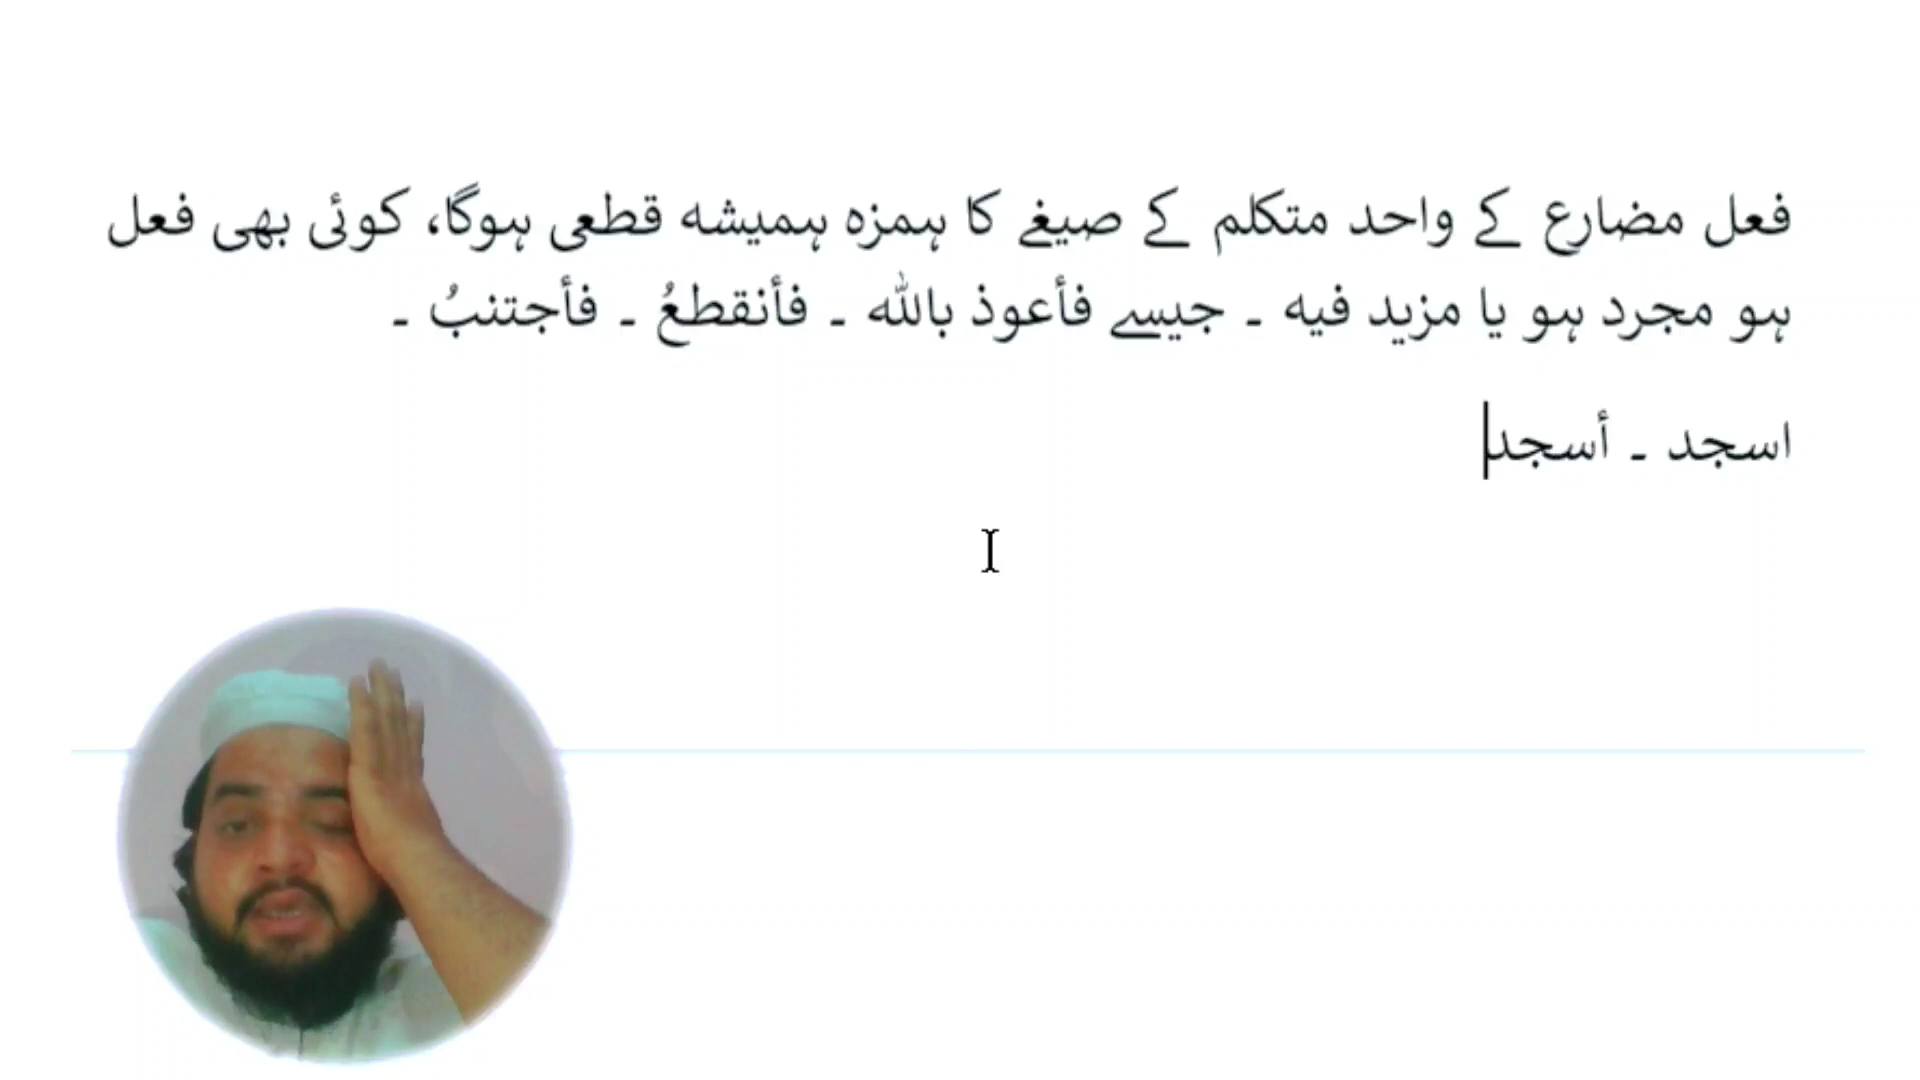 فعل مضارع کے واحد متکلم کے صیغے کا ہمزہ ہمیشہ قطعی ہوگا، کوئی بھی فعل
ہو مجرد ہو یا مزید فیہ ۔ جیسے فأعوذ بالله ۔ فأنقطعُ ۔ فأجتنبُ ۔
اسجد ۔ أسجد